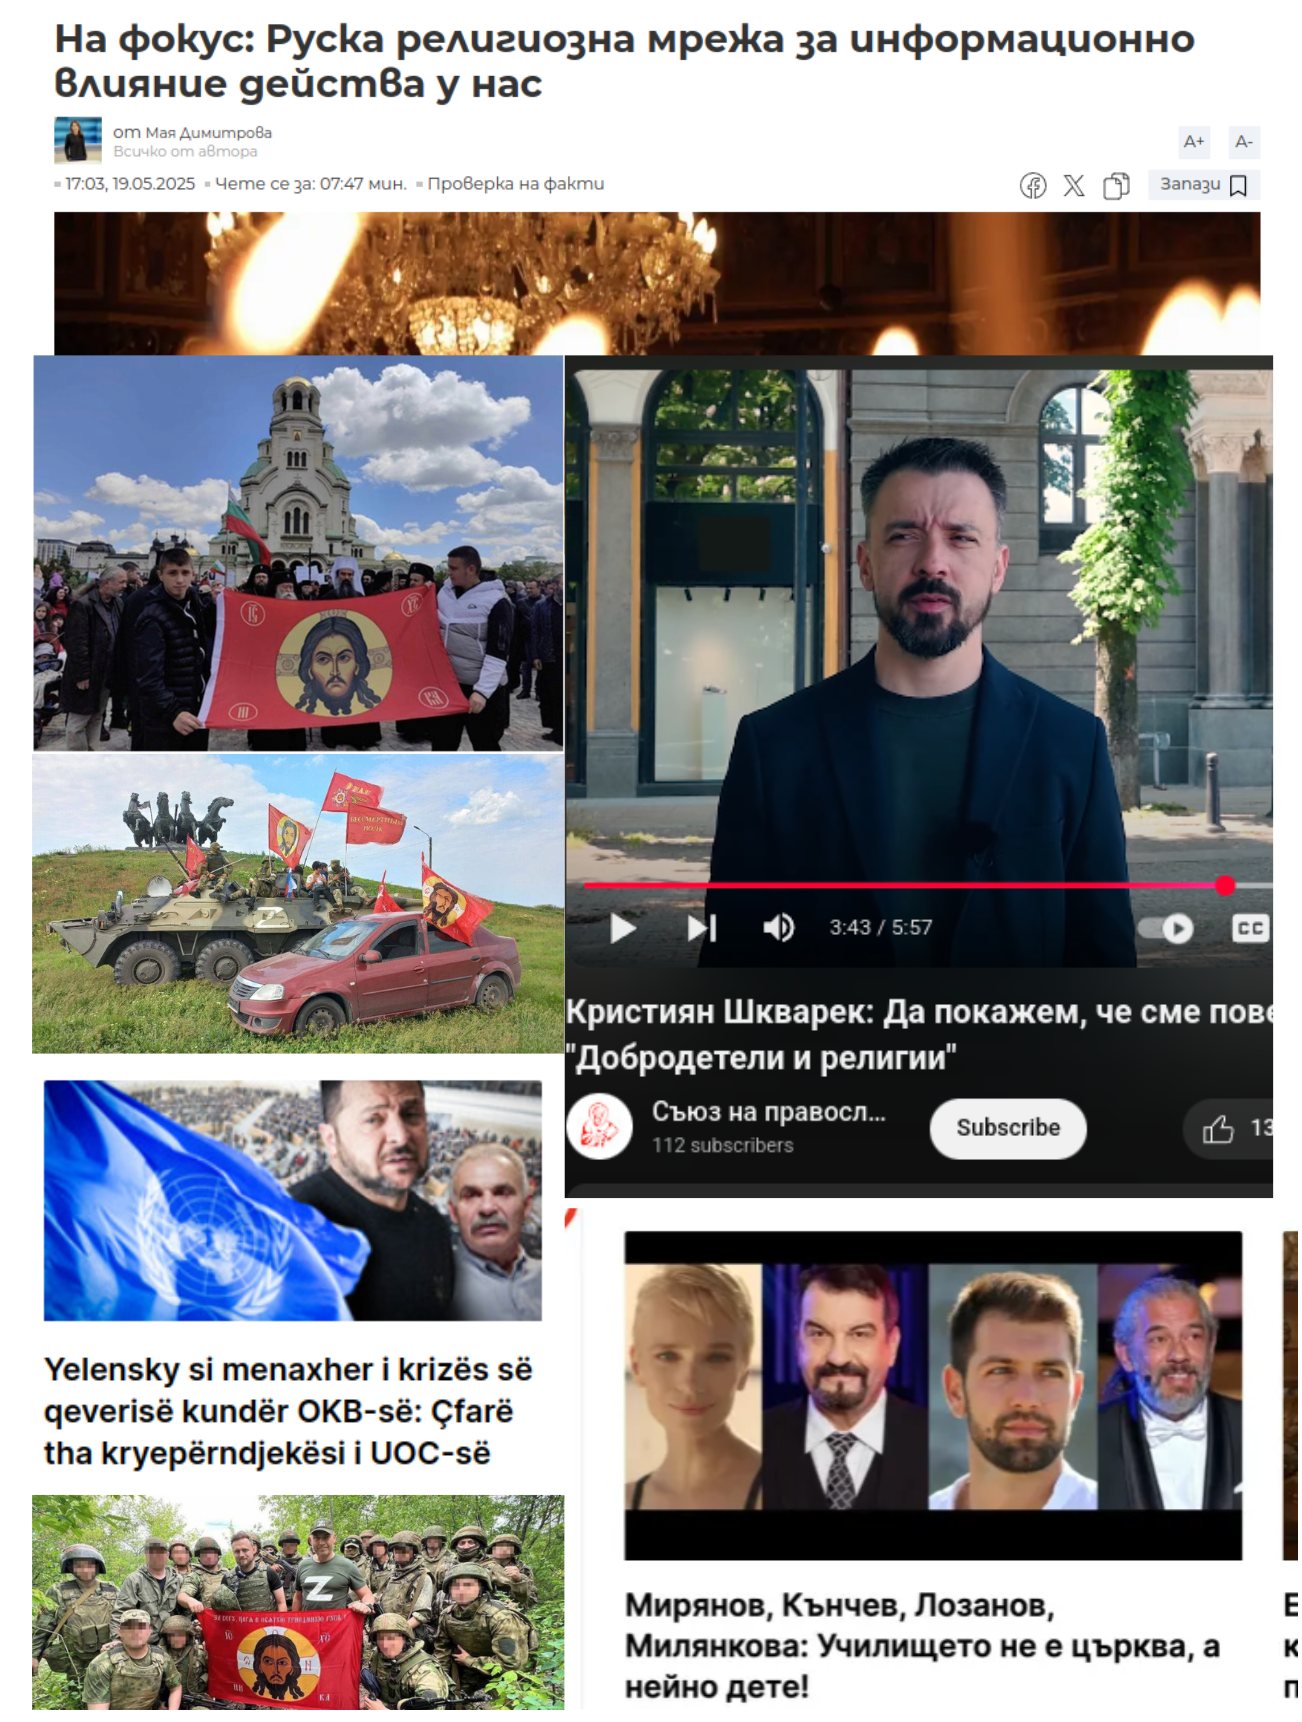 На фокус: Руска религиозна мрежа за информационно
влияние действа у нас
от Мая Димитрова
Всичко от автора
A+
A-
17:03, 19.05.2025
Чете се за: 07:47 мин.
Проверка на факти
Запази
БЕССМЕРТНЫЙ
ПОЛК
3:43 / 5:57
CC
Кристиян Шкварек: Да покажем, че сме пове
"Добродетели и религии"
Съюз на правосл...
112 subscribers
Subscribe
13
Yelensky si menaxher i krizës së
qeverisë kundër OKB-së: Çfarë
tha kryepërndjekësi i UOC-së
Z
Мирянов, Кънчев, Лозанов,
Милянкова: Училището не е църква, а
нейно дете!